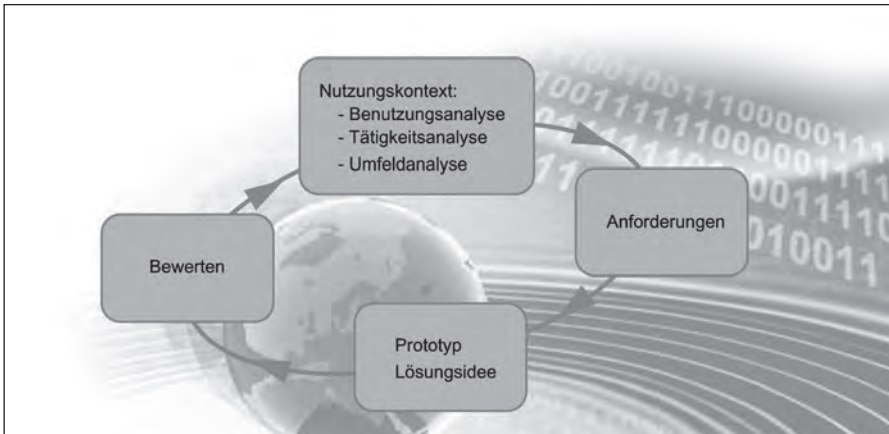 Nutzungskontext:
- Benutzungsanalyse
- Tätigkeitsanalyse
- Umfeldanalyse
Anforderungen
Prototyp
Lösungsidee
Bewerten